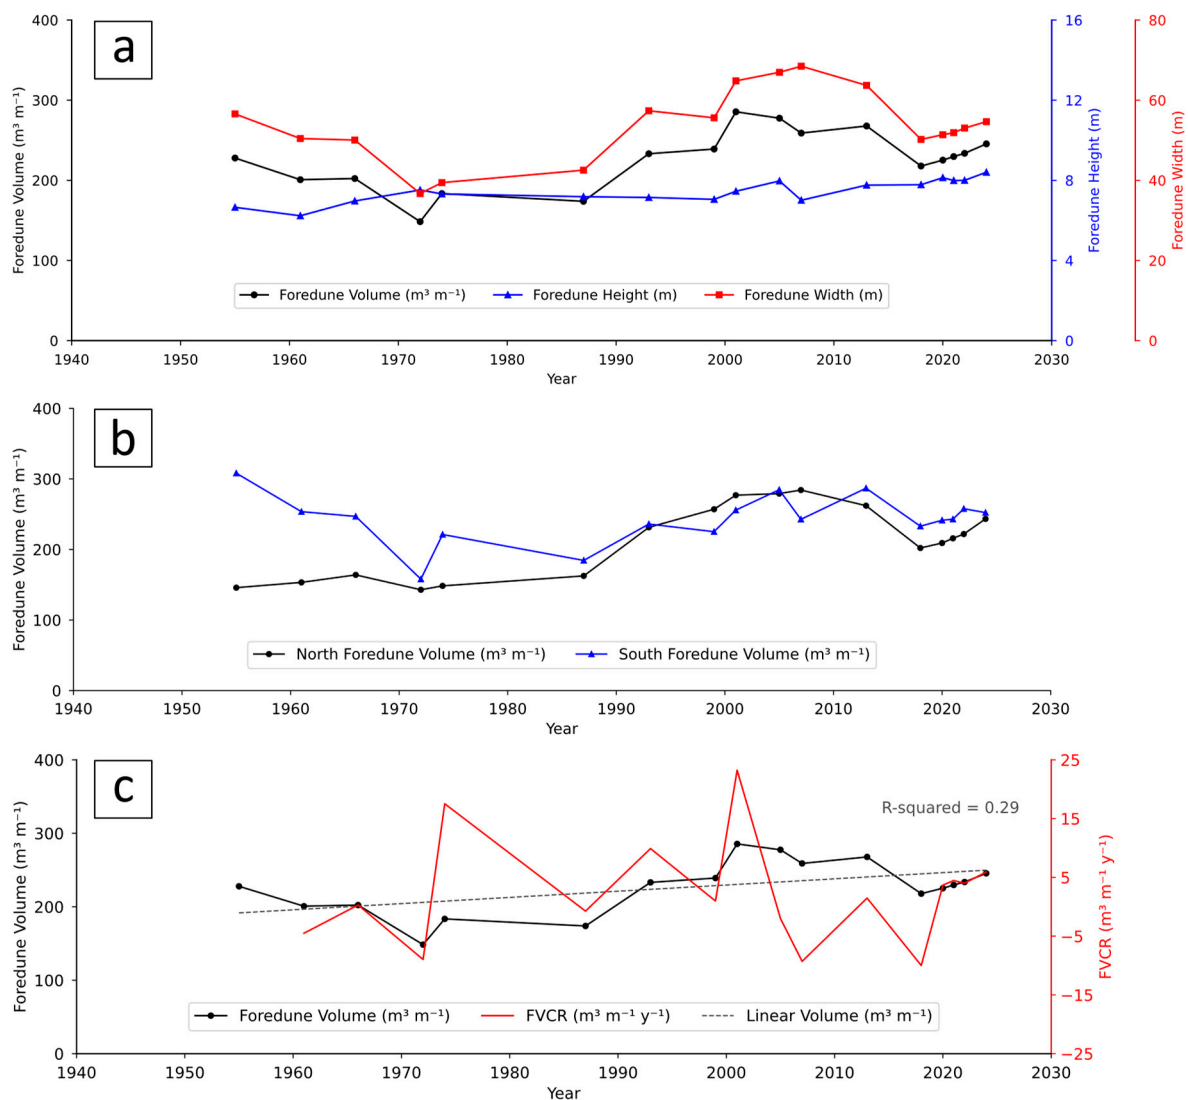 a
400
300
200
100
0
Foredune Volume (m³ m⁻¹)
16
12
8
4
0
Foredune Height (m)
80
60
40
20
0
Foredune Width (m)
Foredune Volume (m³ m⁻¹) Foredune Height (m) Foredune Width (m)
1940 1950 1960 1970 1980 1990 2000 2010 2020 2030
Year
b
400
300
200
100
0
Foredune Volume (m³ m⁻¹)
North Foredune Volume (m³ m⁻¹) South Foredune Volume (m³ m⁻¹)
1940 1950 1960 1970 1980 1990 2000 2010 2020 2030
Year
c
400
300
200
100
0
Foredune Volume (m³ m⁻¹)
R-squared = 0.29
25
15
5
−5
−15
−25
FVCR (m³ m⁻¹ y⁻¹)
Foredune Volume (m³ m⁻¹) FVCR (m³ m⁻¹ y⁻¹) Linear Volume (m³ m⁻¹)
1940 1950 1960 1970 1980 1990 2000 2010 2020 2030
Year